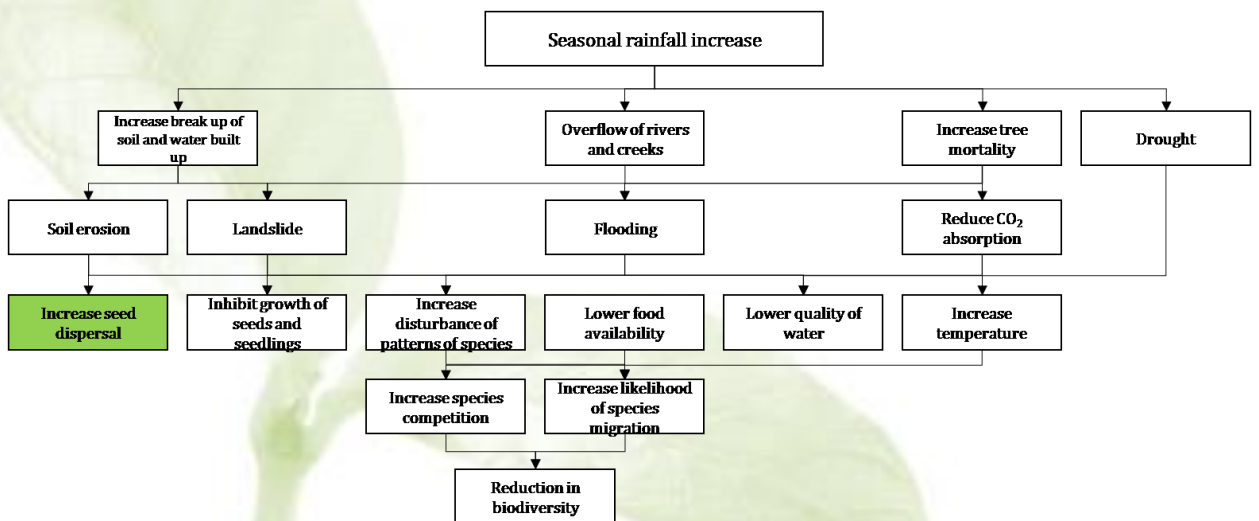 Seasonal rainfall increase
Increase break up of
soil and water built
up
Overflow of rivers
and creeks
Increase tree
mortality
Drought
Soil erosion
Landslide
Flooding
Reduce CO₂
absorption
Increase seed
dispersal
Inhibit growth of
seeds and
seedlings
Increase
disturbance of
patterns of species
Lower food
availability
Lower quality of
water
Increase
temperature
Increase species
competition
Increase likelihood
of species
migration
Reduction in
biodiversity